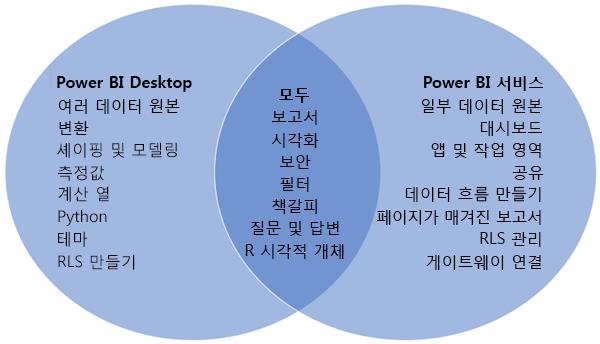 Power BI Desktop
여러 데이터 원본
변환
셰이핑 및 모델링
측정값
계산 열
Python
테마
RLS 만들기
모두
보고서
시각화
보안
필터
책갈피
질문 및 답변
R 시각적 개체
Power BI 서비스
일부 데이터 원본
대시보드
앱 및 작업 영역
공유
데이터 흐름 만들기
페이지가 매겨진 보고서
RLS 관리
게이트웨이 연결